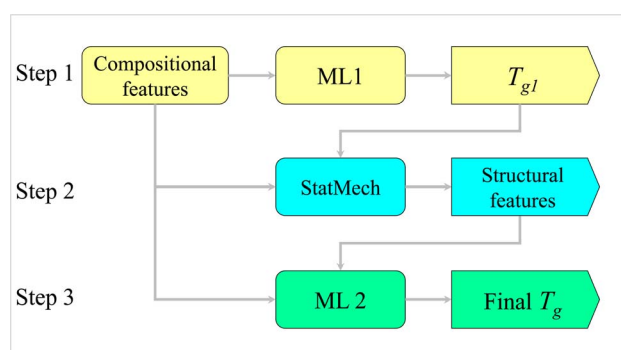 Step 1
Compositional
features
ML1
Tg1
Step 2
StatMech
Structural
features
Step 3
ML 2
Final Tg